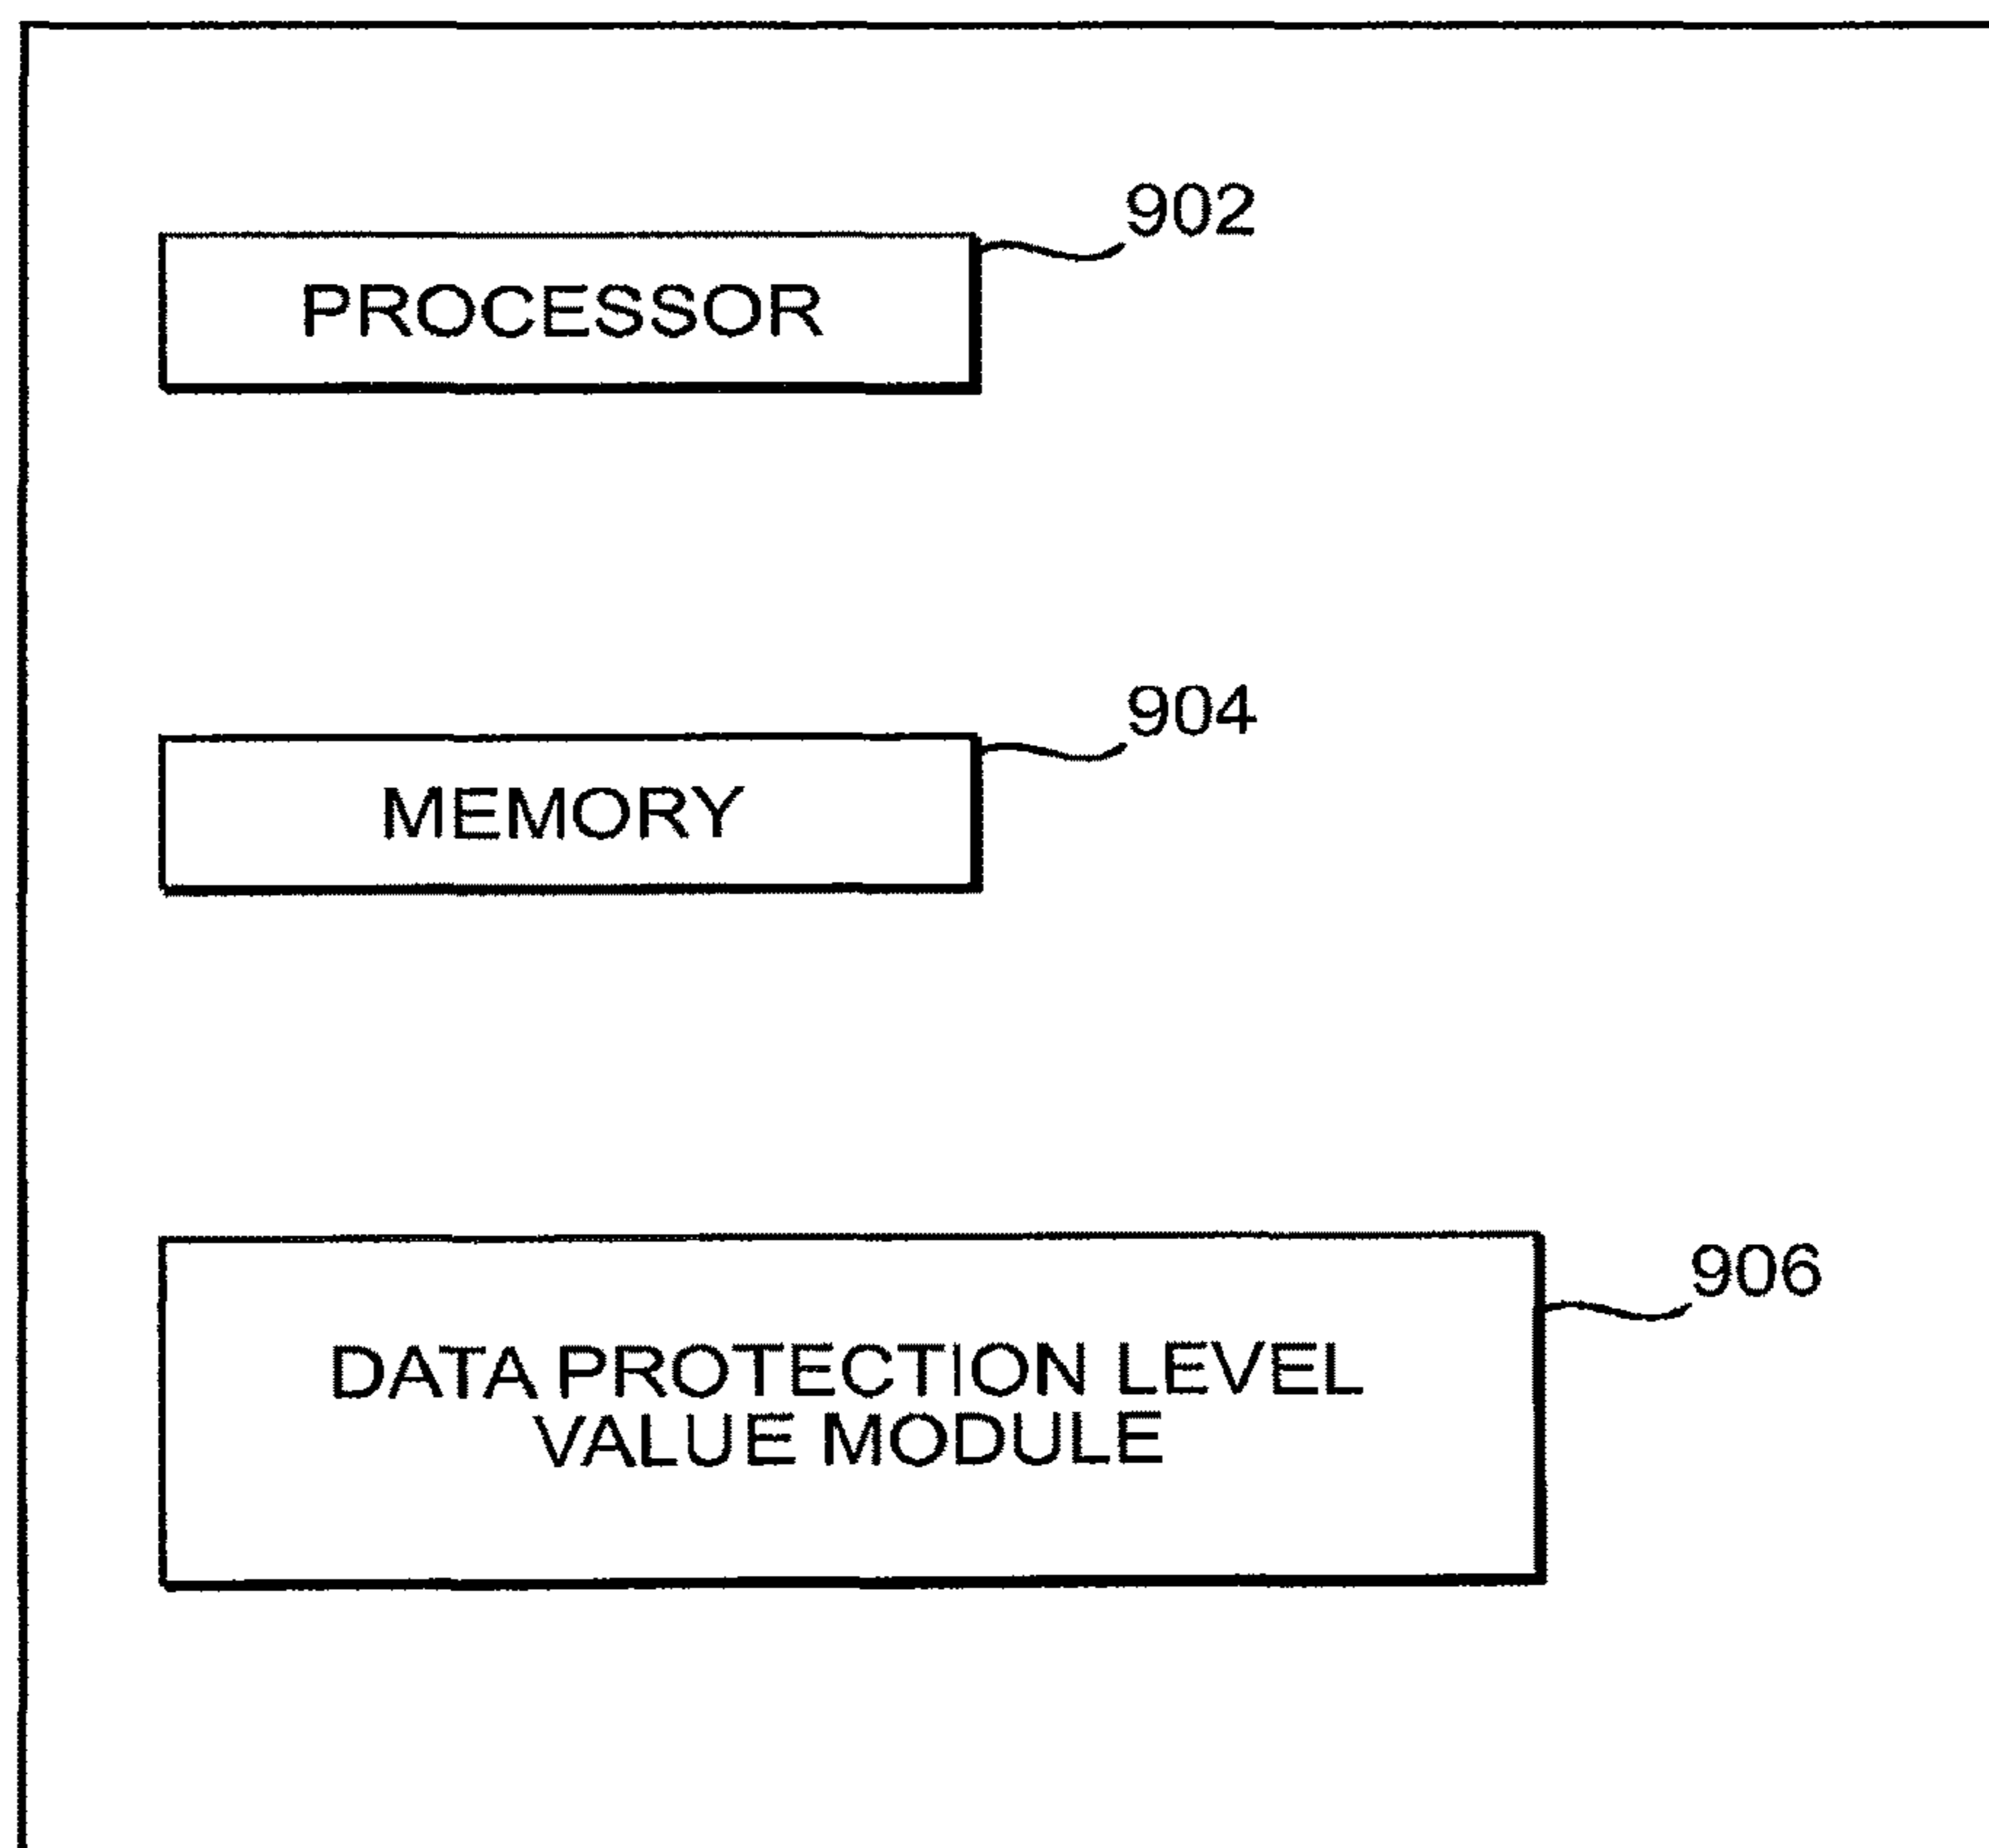 902
PROCESSOR
904
MEMORY
906
DATA PROTECTION LEVEL
VALUE MODULE